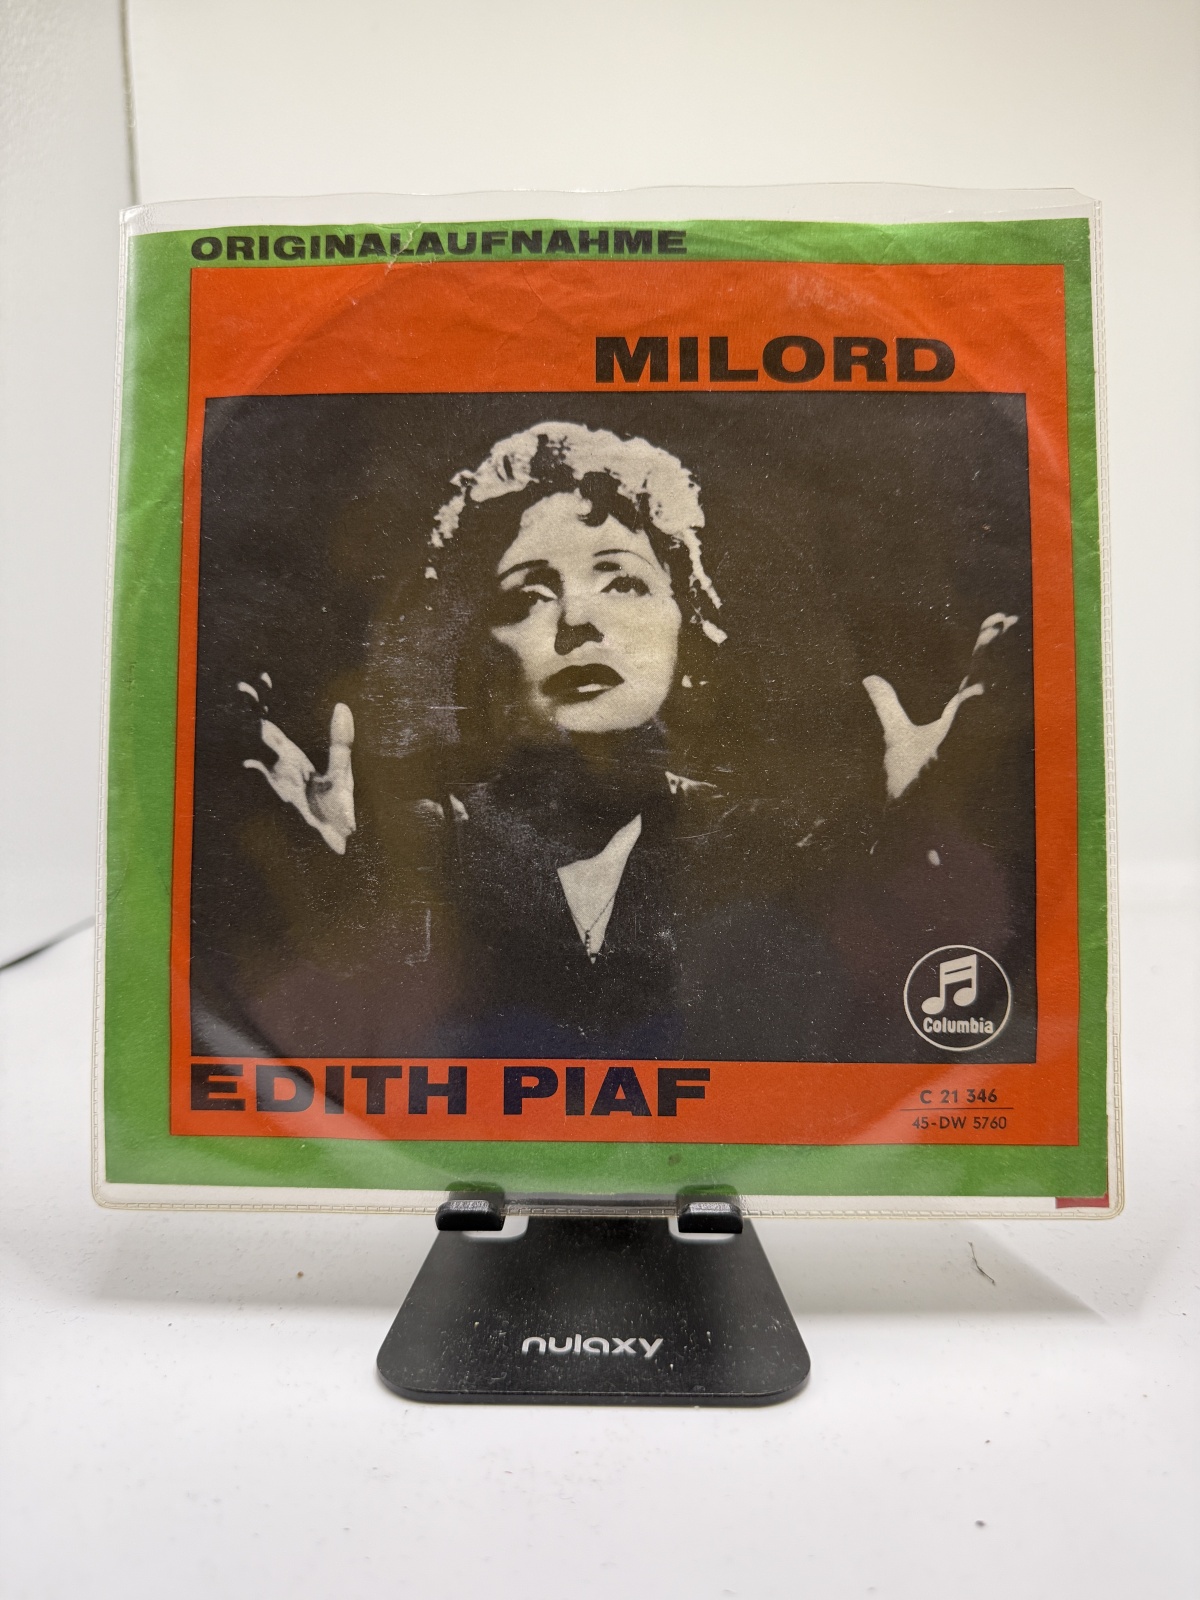 ORIGINALAUFNAHME
MILORD
Columbia
EDITH PIAF
C 21 346
45-DW 5760
nulaxy